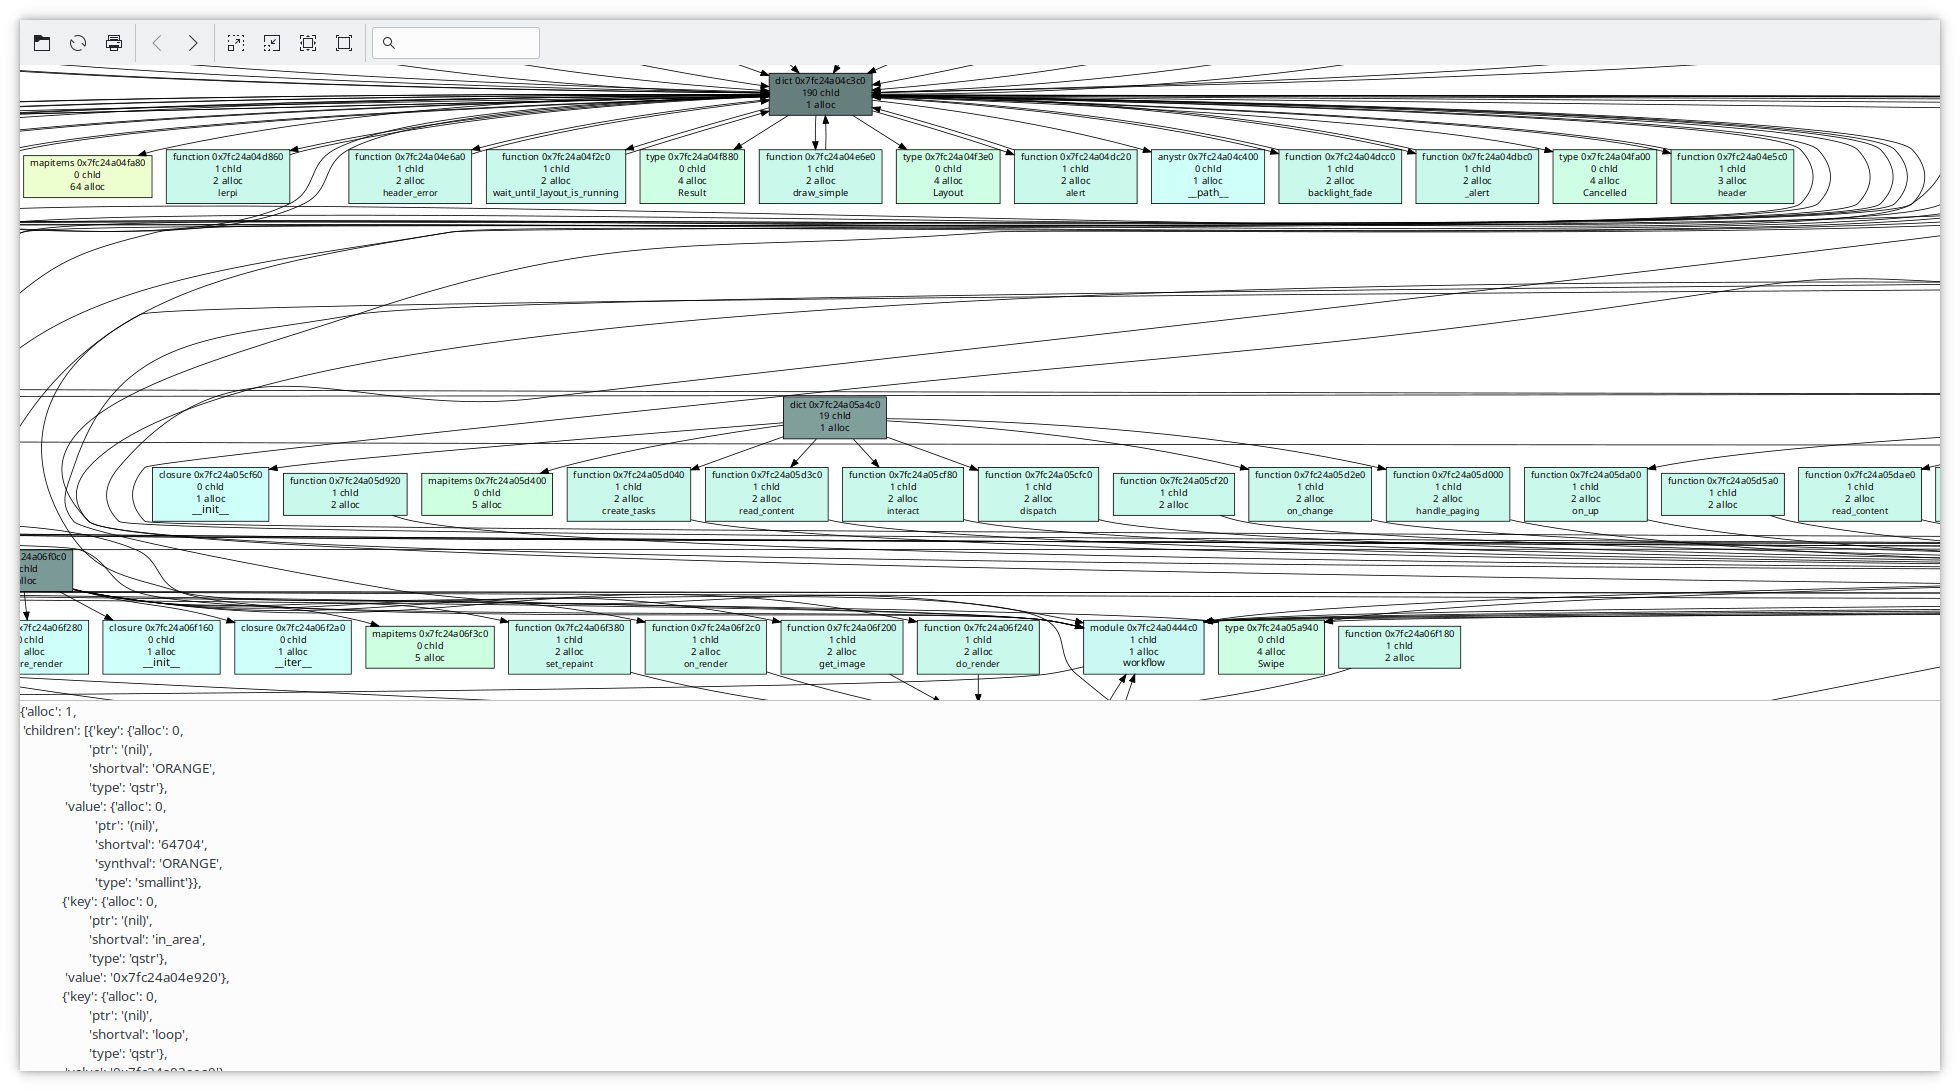 dict 0x7fc24a04c3c0
190 chld
1 alloc
mapitems 0x7fc24a04fa80
0 chld
64 alloc
function 0x7fc24a04d860
1 chld
2 alloc
lerpi
function 0x7fc24a04e6a0
1 chld
2 alloc
header_error
function 0x7fc24a04f2c0
1 chld
2 alloc
wait_until_layout_is_running
type 0x7fc24a04f880
0 chld
4 alloc
Result
function 0x7fc24a04e6e0
1 chld
2 alloc
draw_simple
type 0x7fc24a04f3e0
0 chld
4 alloc
Layout
function 0x7fc24a04dc20
1 chld
2 alloc
alert
anystr 0x7fc24a04c400
0 chld
1 alloc
__path__
function 0x7fc24a04dcc0
1 chld
2 alloc
backlight_fade
function 0x7fc24a04dbc0
1 chld
2 alloc
_alert
type 0x7fc24a04fa00
0 chld
4 alloc
Cancelled
function 0x7fc24a04e5c0
1 chld
3 alloc
header
dict 0x7fc24a05a4c0
19 chld
1 alloc
closure 0x7fc24a05cf60
0 chld
1 alloc
__init__
function 0x7fc24a05d920
1 chld
2 alloc
mapitems 0x7fc24a05d400
0 chld
5 alloc
function 0x7fc24a05d040
1 chld
2 alloc
create_tasks
function 0x7fc24a05d3c0
1 chld
2 alloc
read_content
function 0x7fc24a05cf80
1 chld
2 alloc
interact
function 0x7fc24a05cfc0
1 chld
2 alloc
dispatch
function 0x7fc24a05cf20
1 chld
2 alloc
function 0x7fc24a05d2e0
1 chld
2 alloc
on_change
function 0x7fc24a05d000
1 chld
2 alloc
handle_paging
function 0x7fc24a05da00
1 chld
2 alloc
on_up
function 0x7fc24a05d5a0
1 chld
2 alloc
function 0x7fc24a05dae0
1 chld
2 alloc
read_content
24a06f0c0
chld
alloc
x7fc24a06f280
0 chld
alloc
re_render
closure 0x7fc24a06f160
0 chld
1 alloc
__init__
closure 0x7fc24a06f2a0
0 chld
1 alloc
__iter__
mapitems 0x7fc24a06f3c0
0 chld
5 alloc
function 0x7fc24a06f380
1 chld
2 alloc
set_repaint
function 0x7fc24a06f2c0
1 chld
2 alloc
on_render
function 0x7fc24a06f200
1 chld
2 alloc
get_image
function 0x7fc24a06f240
1 chld
2 alloc
do_render
module 0x7fc24a0444c0
1 chld
1 alloc
workflow
type 0x7fc24a05a940
0 chld
4 alloc
Swipe
function 0x7fc24a06f180
1 chld
2 alloc
{'alloc': 1,
'children': [{'key': {'alloc': 0,
'ptr': '(nil)',
'shortval': 'ORANGE',
'type': 'qstr'},
'value': {'alloc': 0,
'ptr': '(nil)',
'shortval': '64704',
'synthval': 'ORANGE',
'type': 'smallint'}},
{'key': {'alloc': 0,
'ptr': '(nil)',
'shortval': 'in_area',
'type': 'qstr'},
'value': '0x7fc24a04e920'},
{'key': {'alloc': 0,
'ptr': '(nil)',
'shortval': 'loop',
'type': 'qstr'},